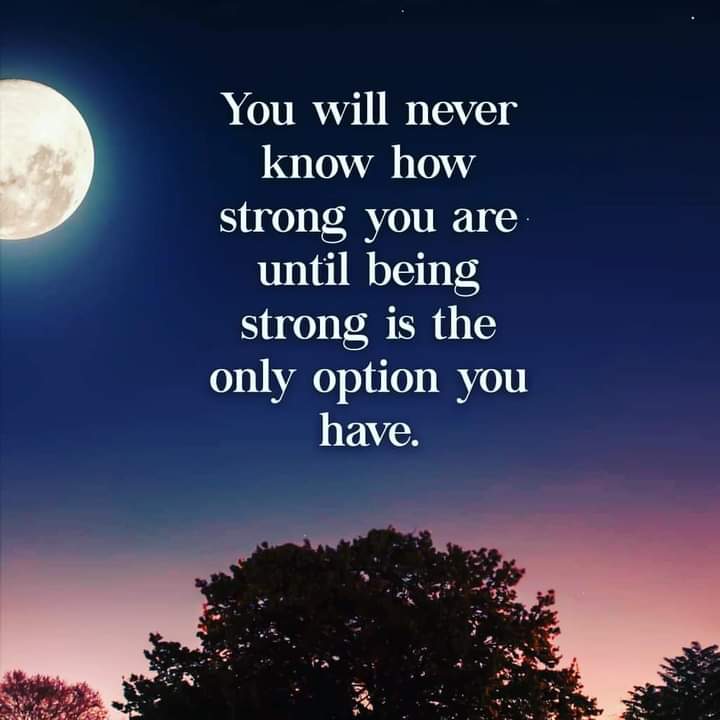 You will never
know how
strong you are
until being
strong is the
only option you
have.